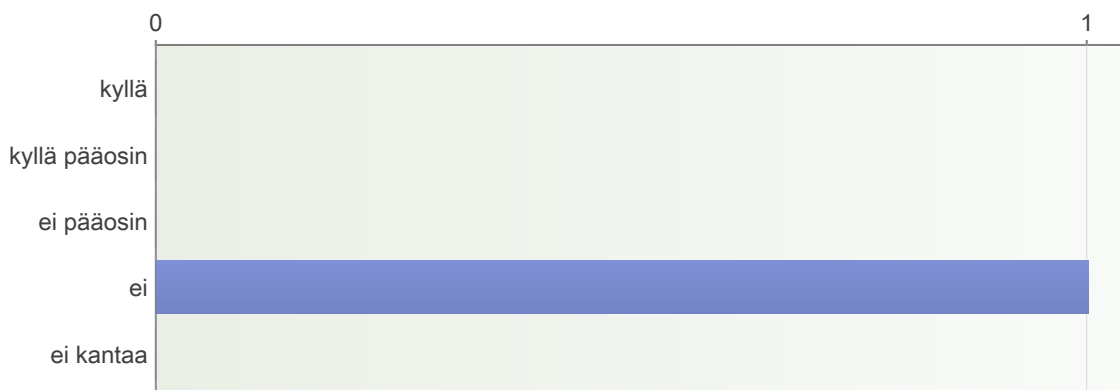 0 1
kyllä
kyllä pääosin
ei pääosin
ei
ei kantaa